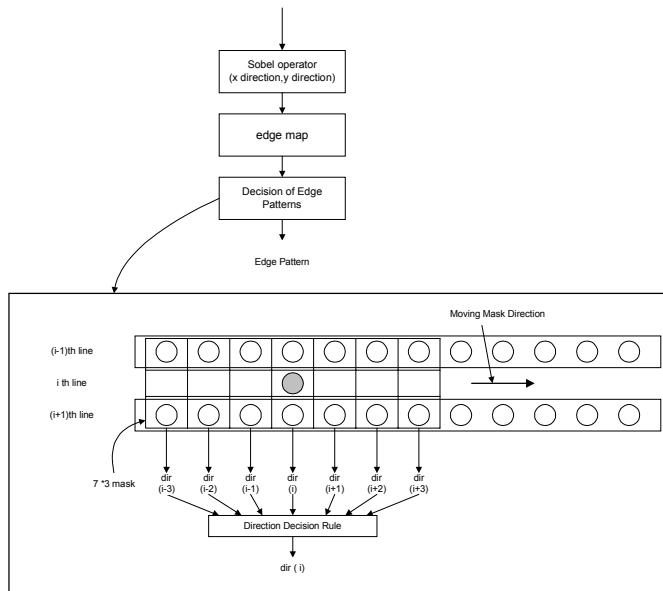 Sobel operator
(x direction,y direction)
edge map
Decision of Edge
Patterns
Edge Pattern
Moving Mask Direction
(i-1)th line
i th line
(i+1)th line
7 *3 mask
dir
(i-3)
dir
(i-2)
dir
(i-1)
dir
(i)
dir
(i+1)
dir
(i+2)
dir
(i+3)
Direction Decision Rule
dir ( i)